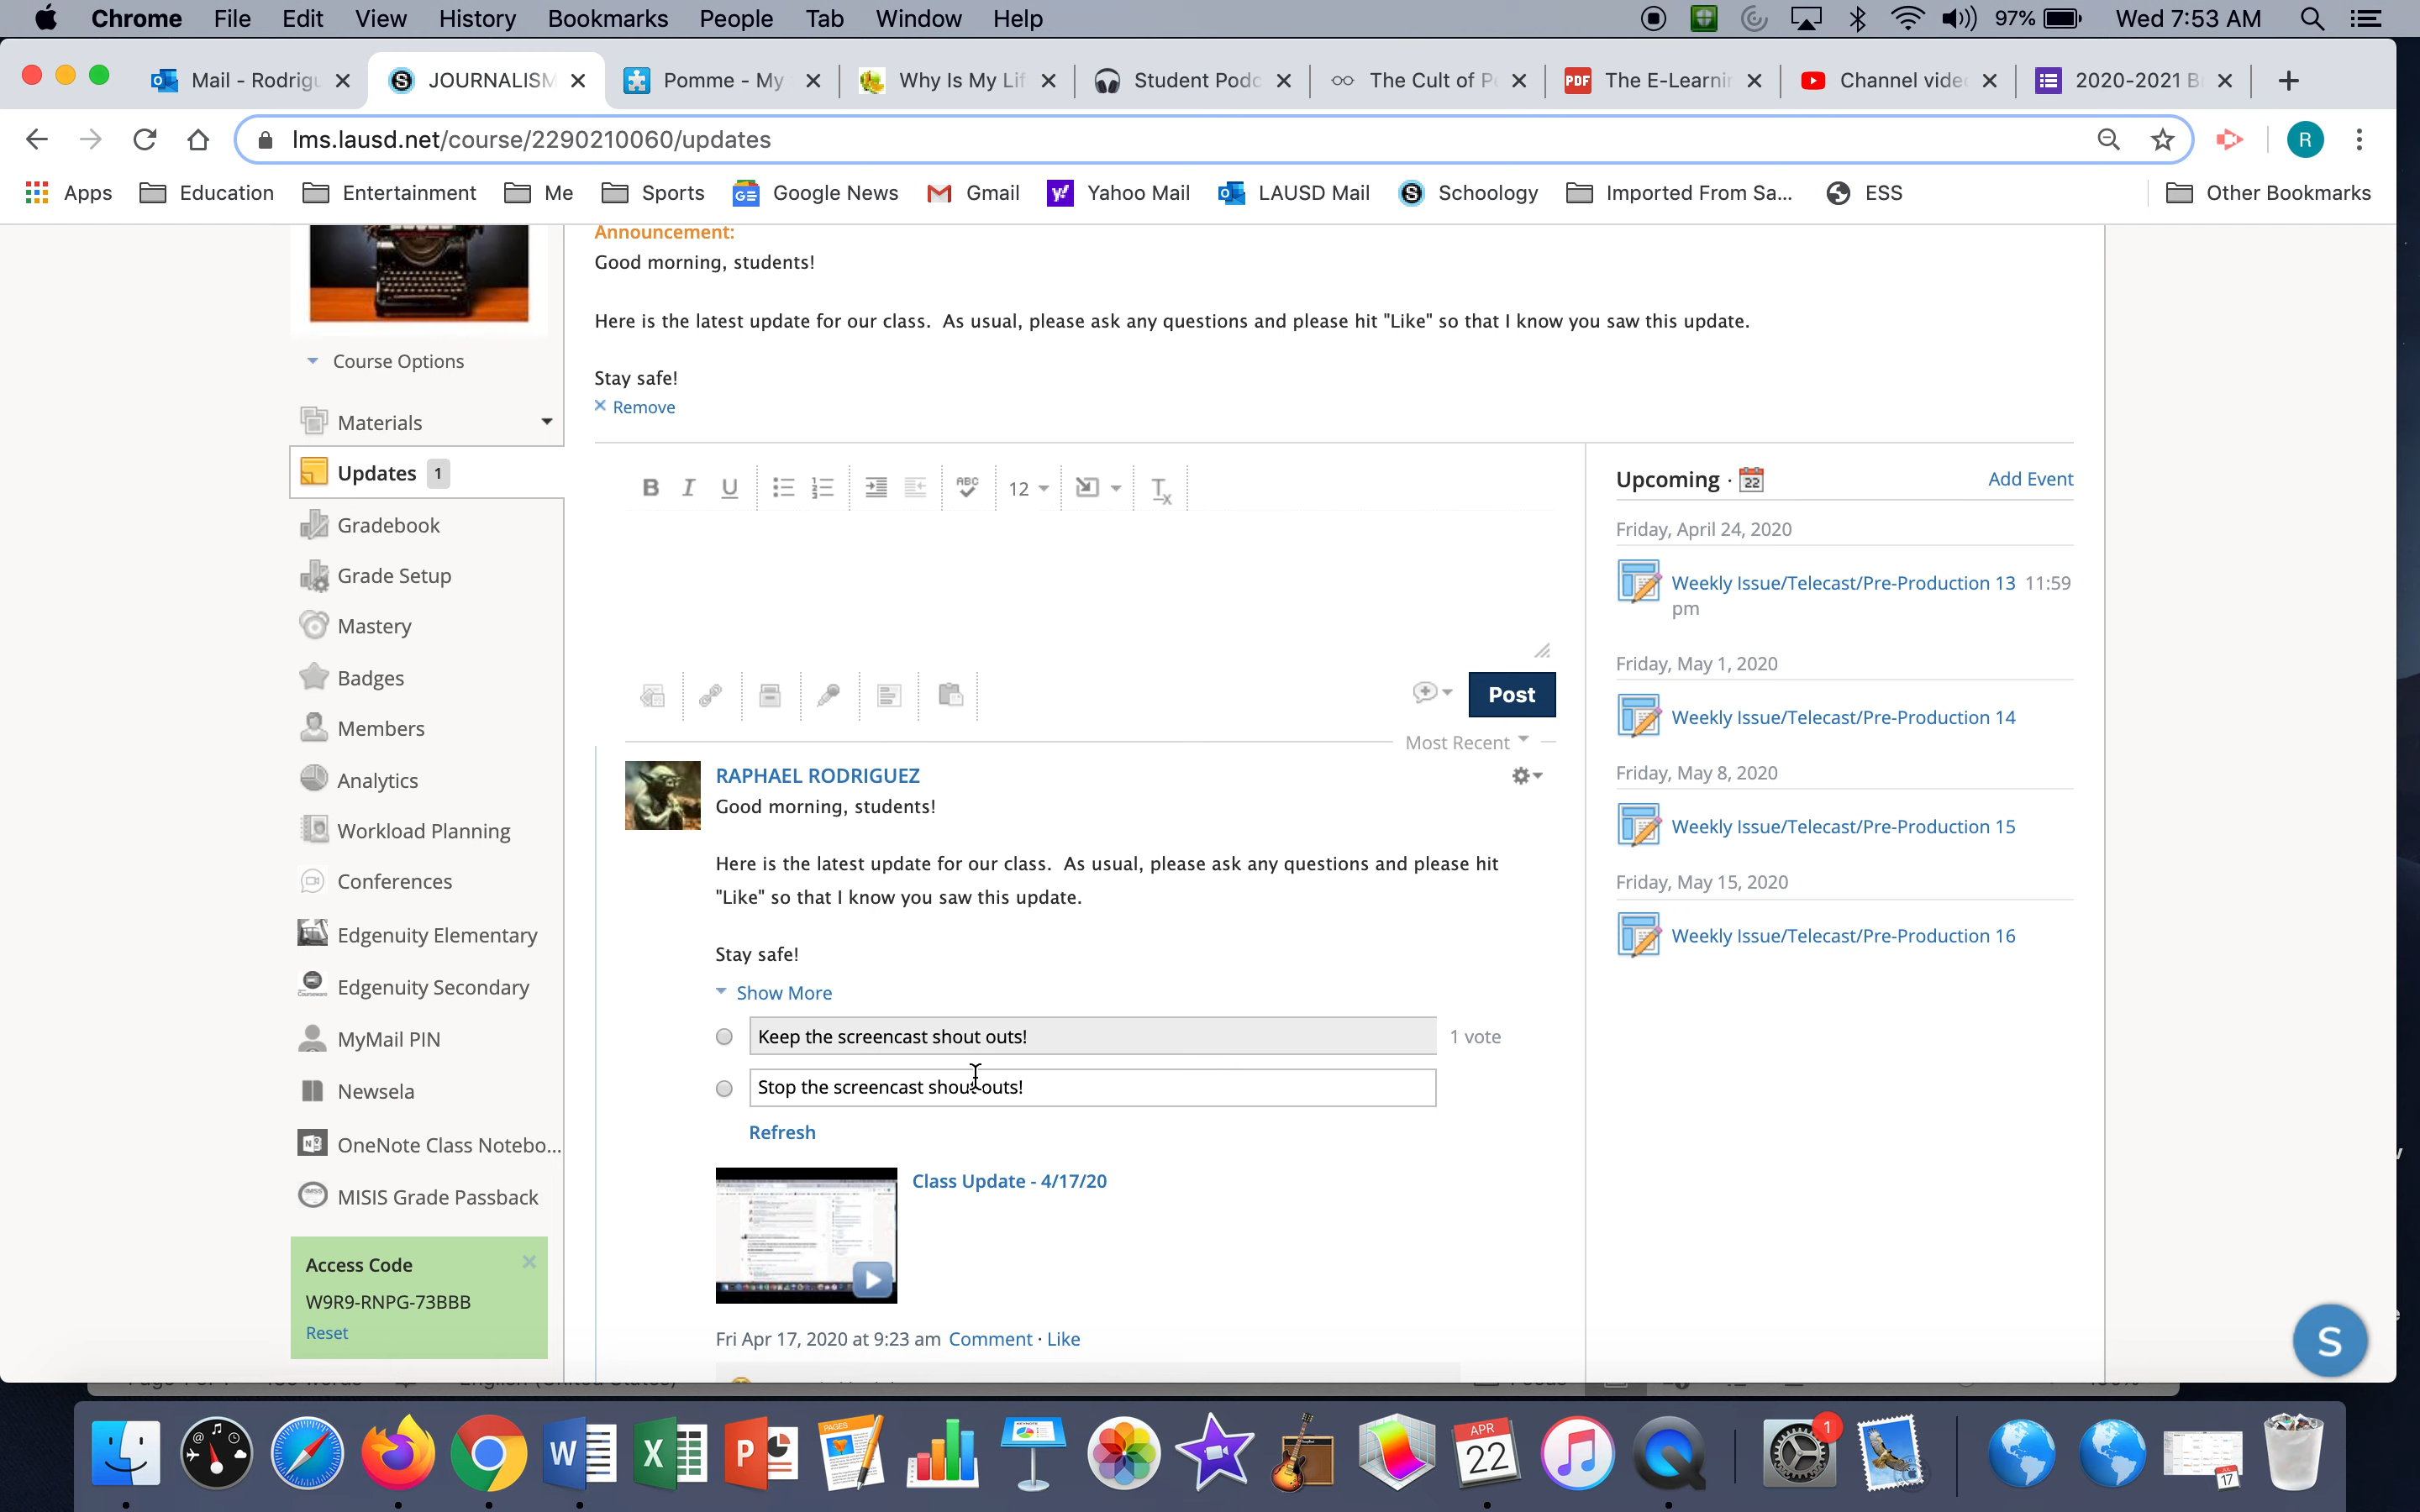 Chrome File Edit View History Bookmarks People Tab Window Help 97% Wed 7:53 AM
Mail - Rodrigu JOURNALISM Pomme - My Why Is My Lif Student Podc The Cult of Pe PDF The E-Learnin Channel vide 2020-2021 B
lms.lausd.net/course/2290210060/updates R
Apps Education Entertainment Me Sports Google News Gmail Yahoo Mail LAUSD Mail Schoology Imported From Sa... ESS Other Bookmarks
Announcement:
Good morning, students!
Here is the latest update for our class. As usual, please ask any questions and please hit "Like" so that I know you saw this update.
Stay safe!
Remove
Course Options
Materials
Updates 1
Gradebook
Grade Setup
Mastery
Badges
Members
Analytics
Workload Planning
Conferences
Edgenuity Elementary
Edgenuity Secondary
MyMail PIN
Newsela
OneNote Class Notebo...
MISIS Grade Passback
Access Code
W9R9-RNPG-73BBB
Reset
B I U ABC 12 Tx
Post
Most Recent
RAPHAEL RODRIGUEZ
Good morning, students!
Here is the latest update for our class. As usual, please ask any questions and please hit
"Like" so that I know you saw this update.
Stay safe!
Show More
Keep the screencast shout outs! 1 vote
Stop the screencast shout outs!
Refresh
Class Update - 4/17/20
Fri Apr 17, 2020 at 9:23 am Comment · Like
Upcoming · 22 Add Event
Friday, April 24, 2020
Weekly Issue/Telecast/Pre-Production 13 11:59
pm
Friday, May 1, 2020
Weekly Issue/Telecast/Pre-Production 14
Friday, May 8, 2020
Weekly Issue/Telecast/Pre-Production 15
Friday, May 15, 2020
Weekly Issue/Telecast/Pre-Production 16
S
W X P PAGES APR 22 1 17